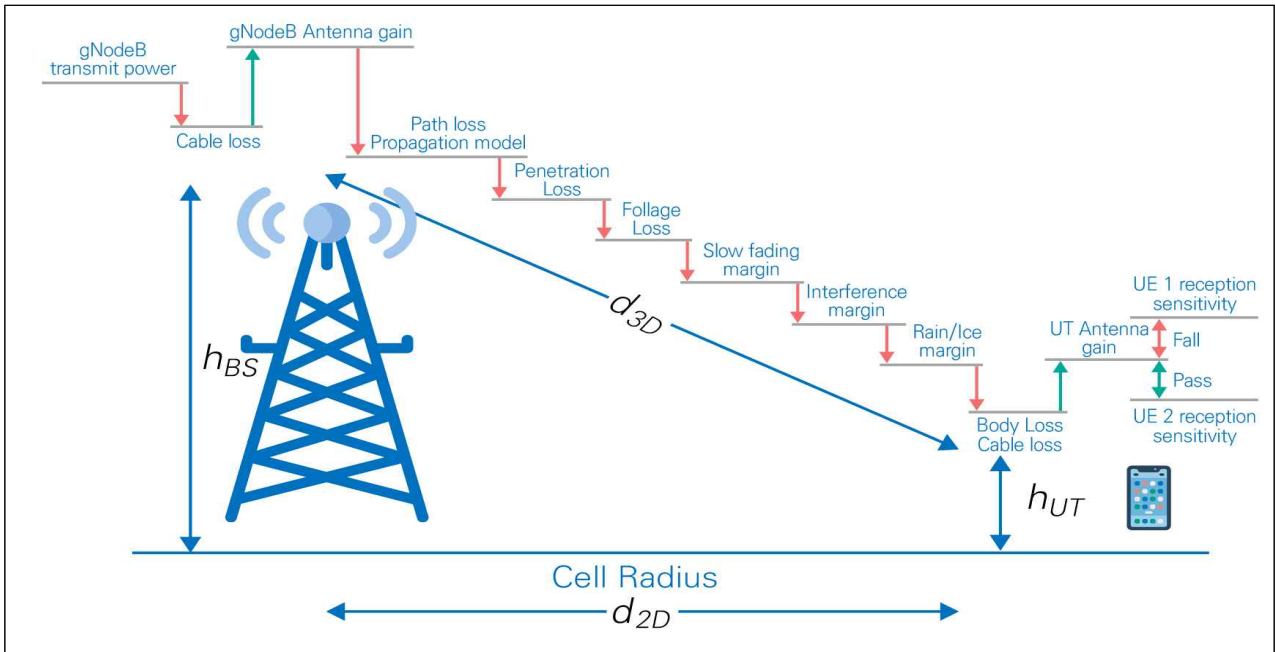 gNodeB Antenna gain
gNodeB
transmit power
Cable loss
Path loss
Propagation model
Penetration
Loss
Follage
Loss
Slow fading
margin
Interference
margin
Rain/Ice
margin
Body Loss
Cable loss
UT Antenna
gain
UE 1 reception
sensitivity
Fall
Pass
UE 2 reception
sensitivity
d3D
hBS
hUT
Cell Radius
d2D